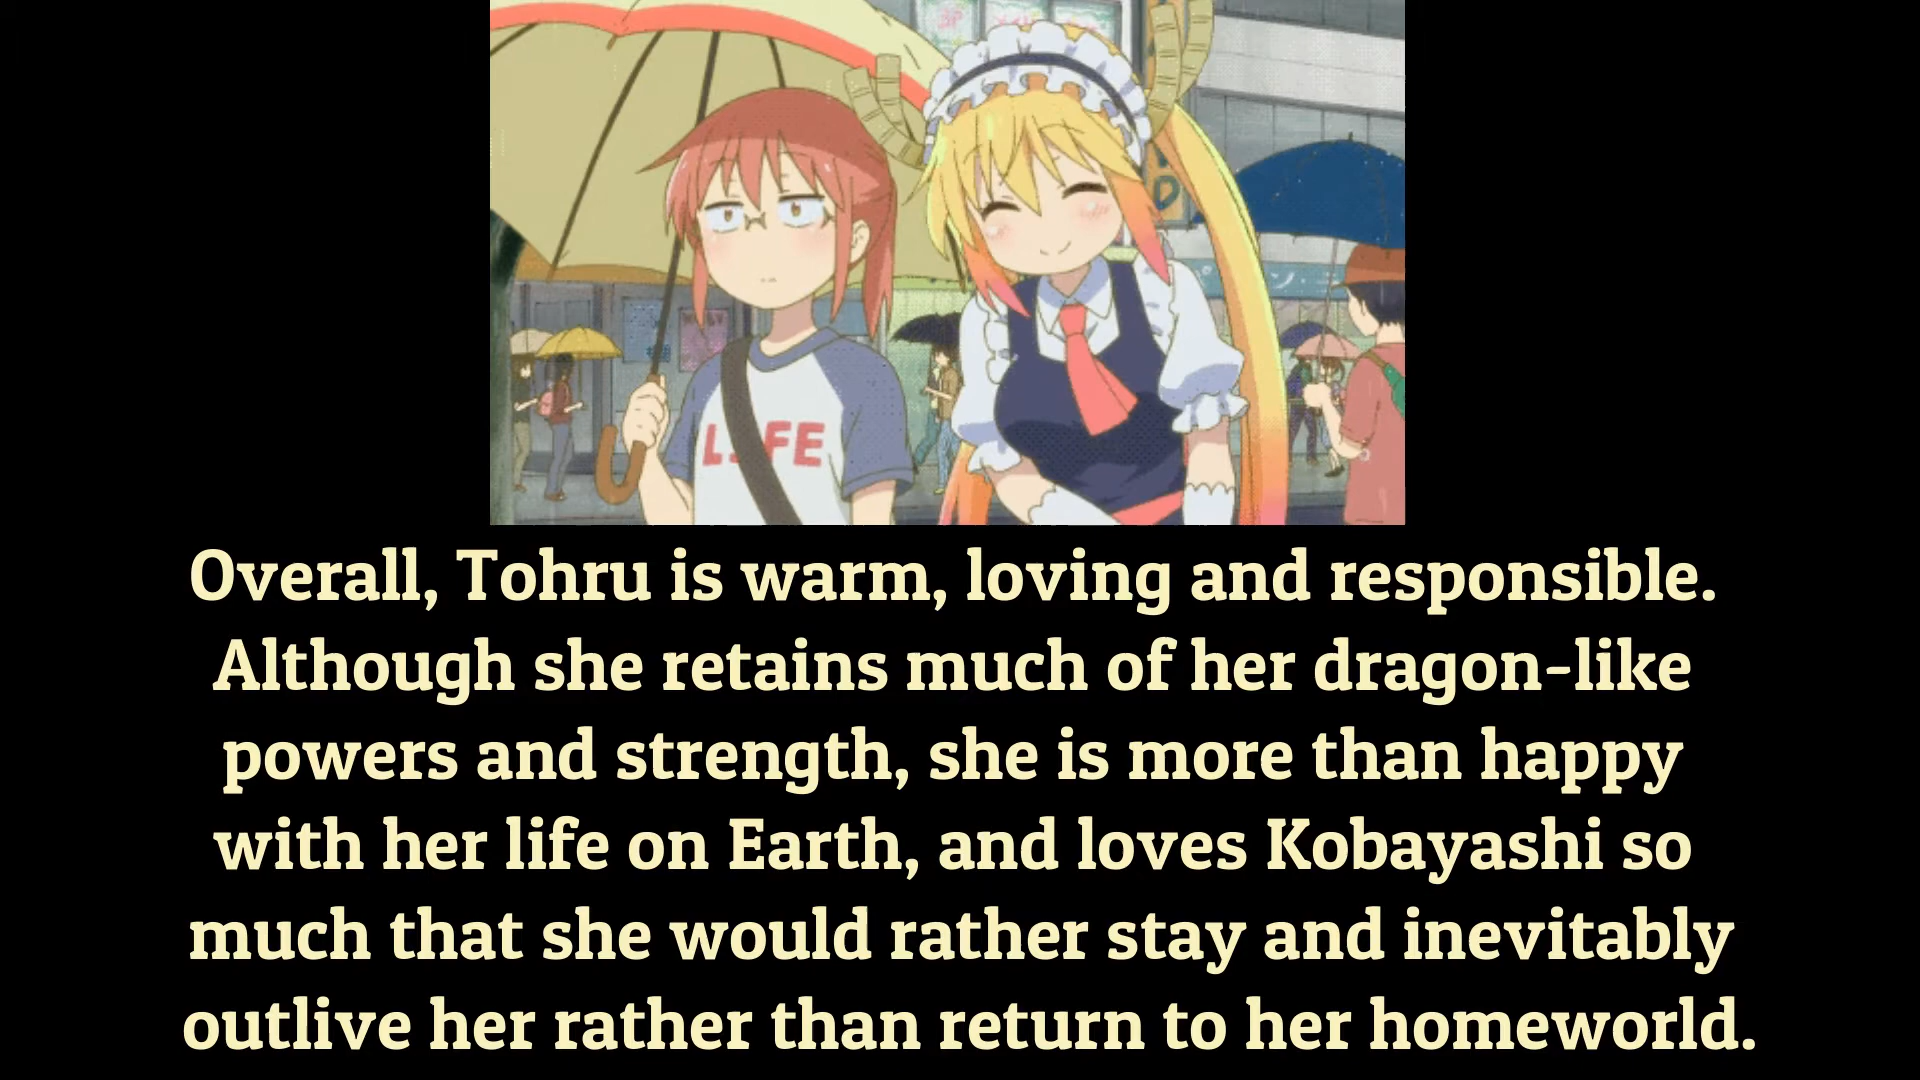 L FE
Overall, Tohru is warm, loving and responsible.
Although she retains much of her dragon-like
powers and strength, she is more than happy
with her life on Earth, and loves Kobayashi so
much that she would rather stay and inevitably
outlive her rather than return to her homeworld.